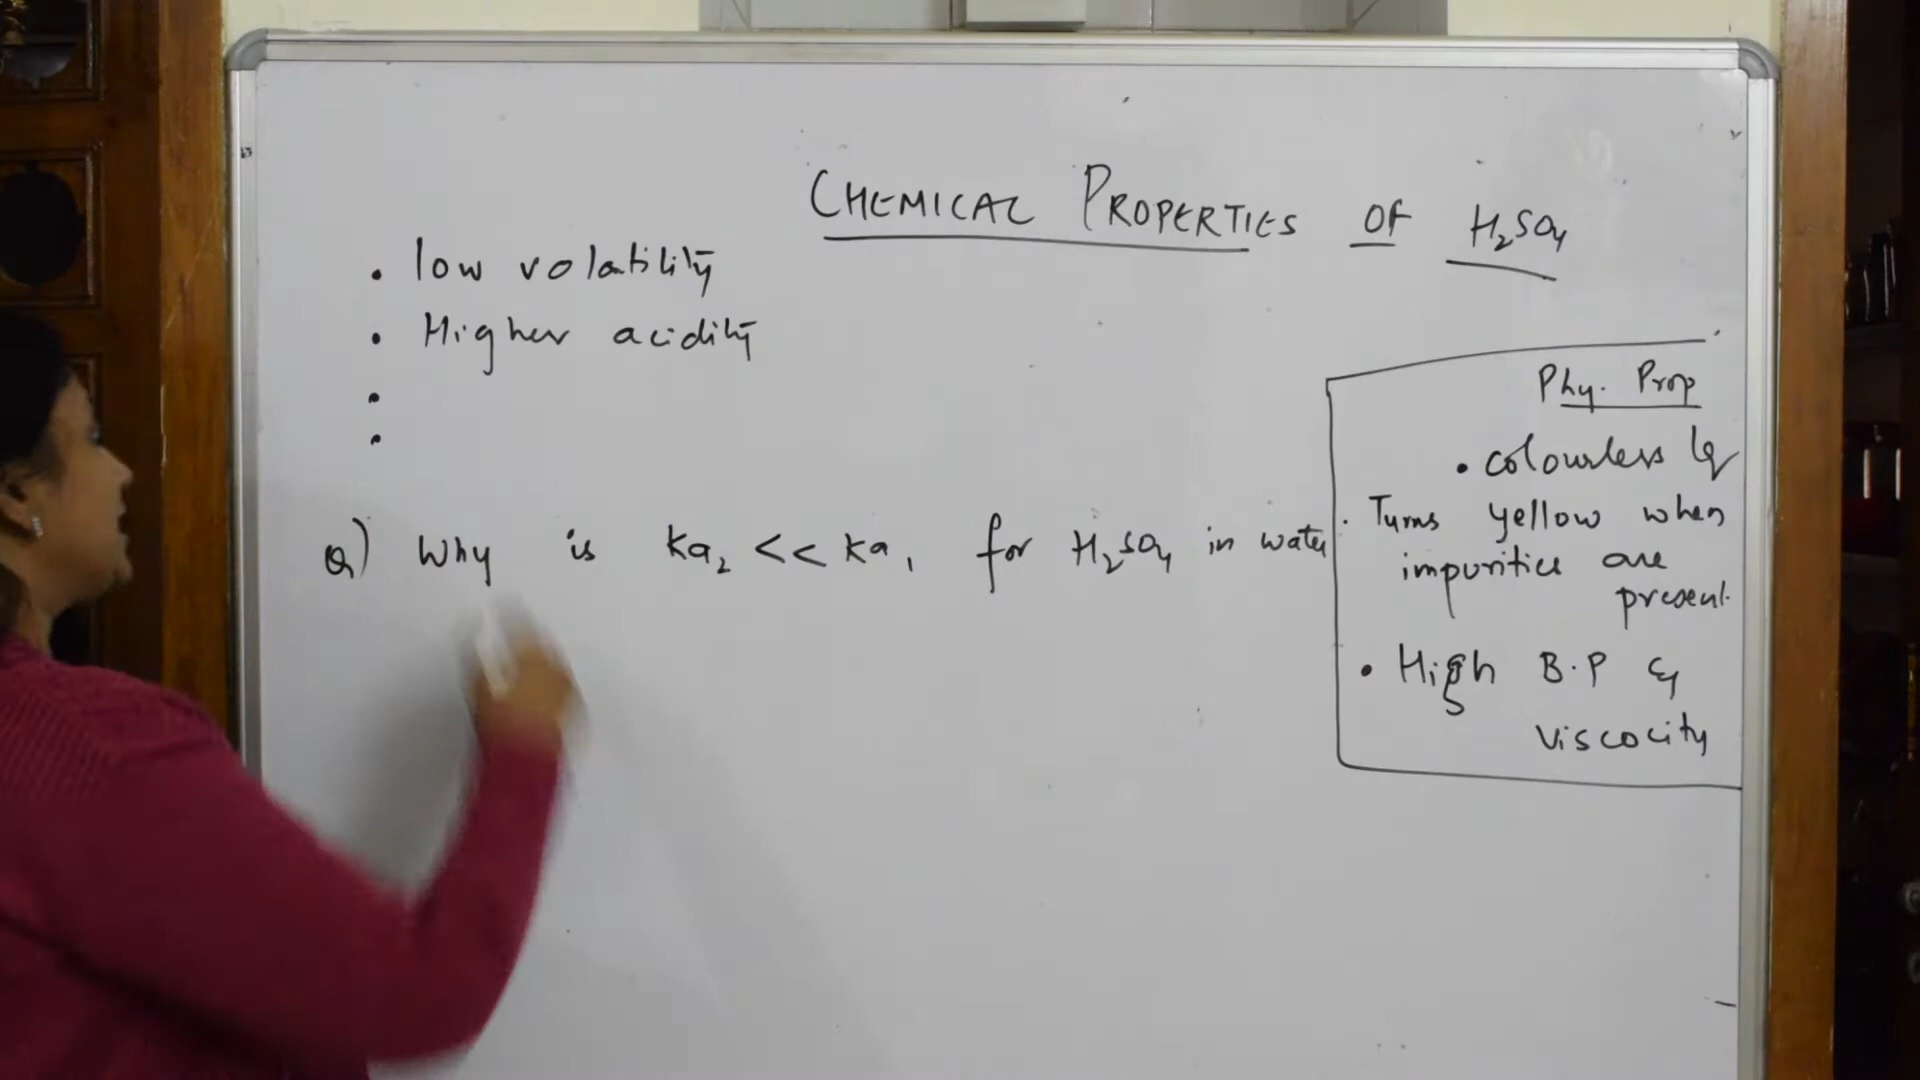 CHEMICAL PROPERTIES OF H₂SO₄
• low volatility
• Higher acidity
•
•
Q) Why is Ka₂ << Ka₁ for H₂SO₄ in water
Phy. Prop
• colourless lq
• Turns yellow when
impurities are
present.
• High B.P &
Viscocity